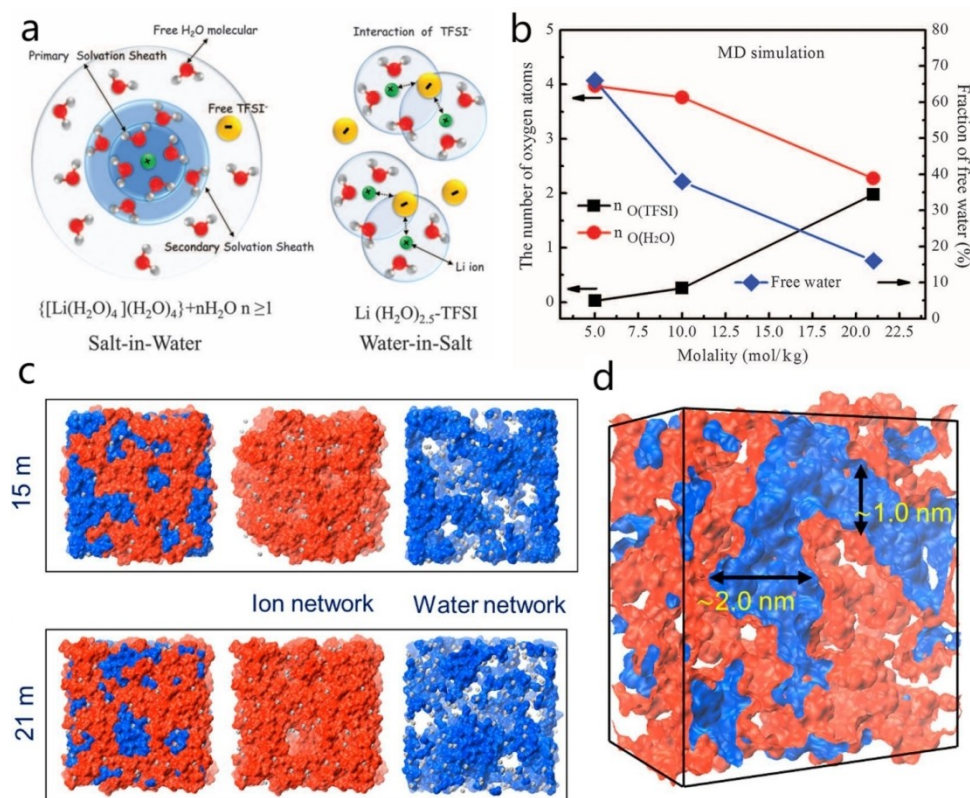 a
Free H₂O molecular
Primary Solvation Sheath
Free TFSI⁻
Secondary Solvation Sheath
{[Li(H₂O)₄](H₂O)₄}+nH₂O n ≥1
Salt-in-Water
Interaction of TFSI⁻
Li ion
Li (H₂O)₂.₅-TFSI
Water-in-Salt
b
MD simulation
The number of oxygen atoms
5
4
3
2
1
0
n O(TFSI)
n O(H₂O)
Free water
80
70
60
50
40
30
20
10
0
Fraction of free water (%)
5.0 7.5 10.0 12.5 15.0 17.5 20.0 22.5
Molality (mol/kg)
c
15 m
Ion network
Water network
21 m
d
~1.0 nm
~2.0 nm